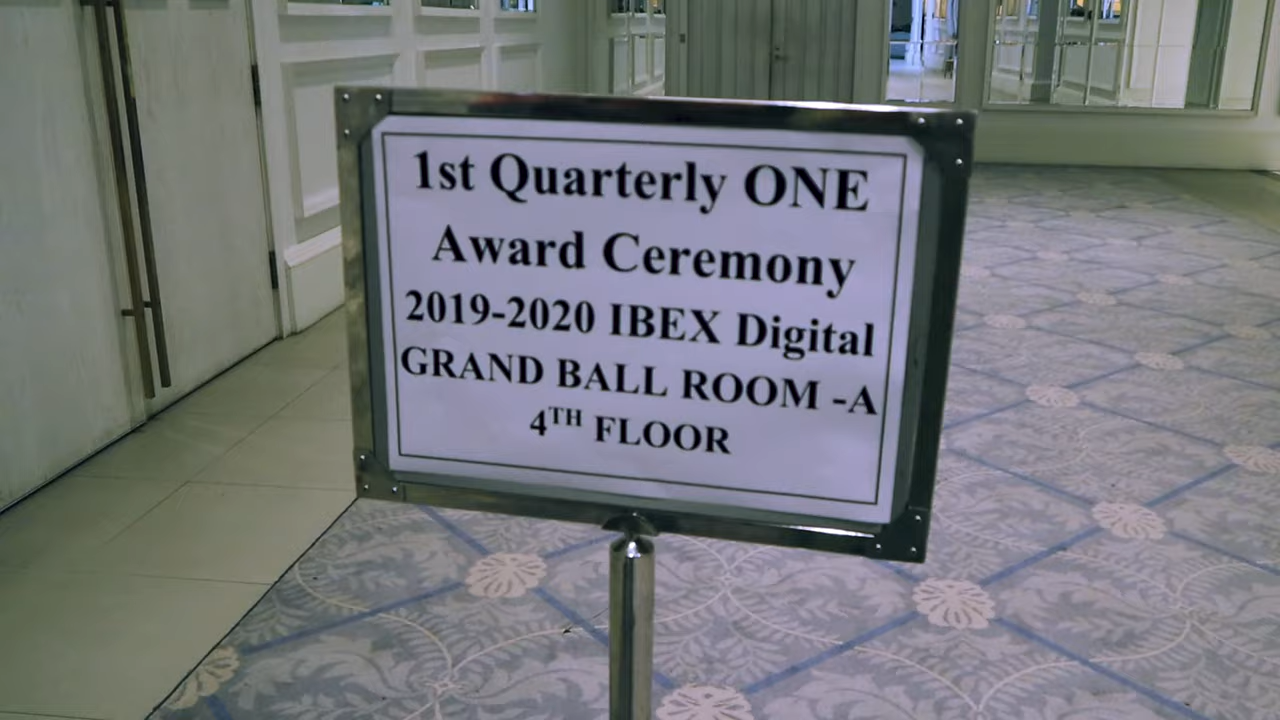 1st Quarterly ONE
Award Ceremony
2019-2020 IBEX Digital
GRAND BALL ROOM -A
4TH FLOOR